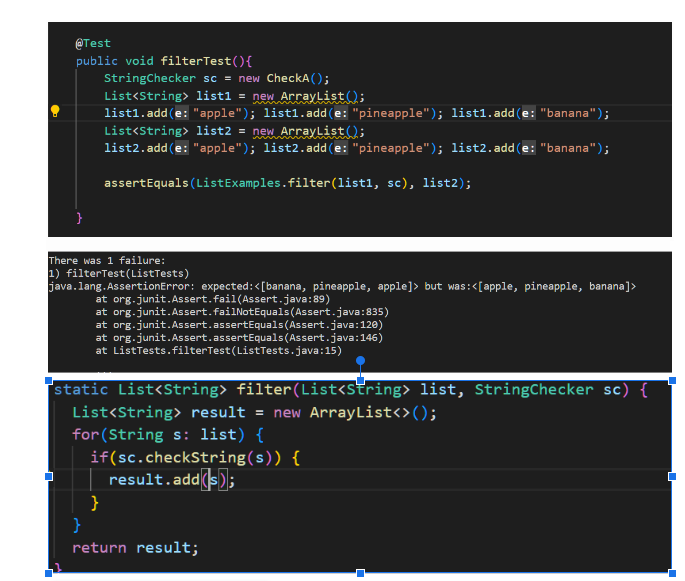 @Test
public void filterTest(){
StringChecker sc = new CheckA();
List<String> list1 = new ArrayList();
list1.add(e: "apple"); list1.add(e: "pineapple"); list1.add(e: "banana");
List<String> list2 = new ArrayList();
list2.add(e: "apple"); list2.add(e: "pineapple"); list2.add(e: "banana");
assertEquals(ListExamples.filter(list1, sc), list2);
}
There was 1 failure:
1) filterTest(ListTests)
java.lang.AssertionError: expected:<[banana, pineapple, apple]> but was:<[apple, pineapple, banana]>
at org.junit.Assert.fail(Assert.java:89)
at org.junit.Assert.failNotEquals(Assert.java:835)
at org.junit.Assert.assertEquals(Assert.java:120)
at org.junit.Assert.assertEquals(Assert.java:146)
at ListTests.filterTest(ListTests.java:15)
...
static List<String> filter(List<String> list, StringChecker sc) {
List<String> result = new ArrayList<>();
for(String s: list) {
if(sc.checkString(s)) {
result.add(s);
}
}
return result;
}